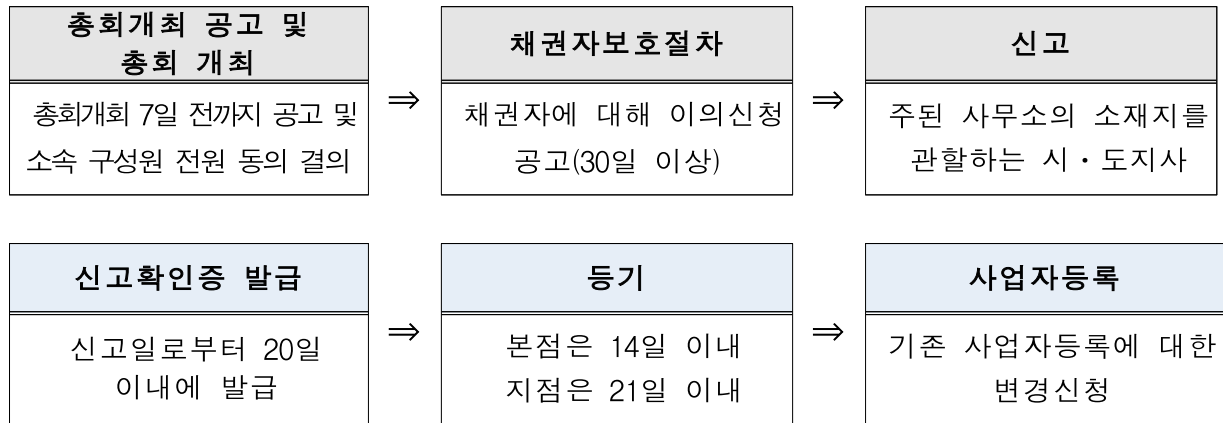 총회개최 공고 및
총회 개최
총회개회 7일 전까지 공고 및
소속 구성원 전원 동의 결의
⇒
채권자보호절차
채권자에 대해 이의신청
공고(30일 이상)
⇒
신고
주된 사무소의 소재지를
관할하는 시・도지사
신고확인증 발급
신고일로부터 20일
이내에 발급
⇒
등기
본점은 14일 이내
지점은 21일 이내
⇒
사업자등록
기존 사업자등록에 대한
변경신청